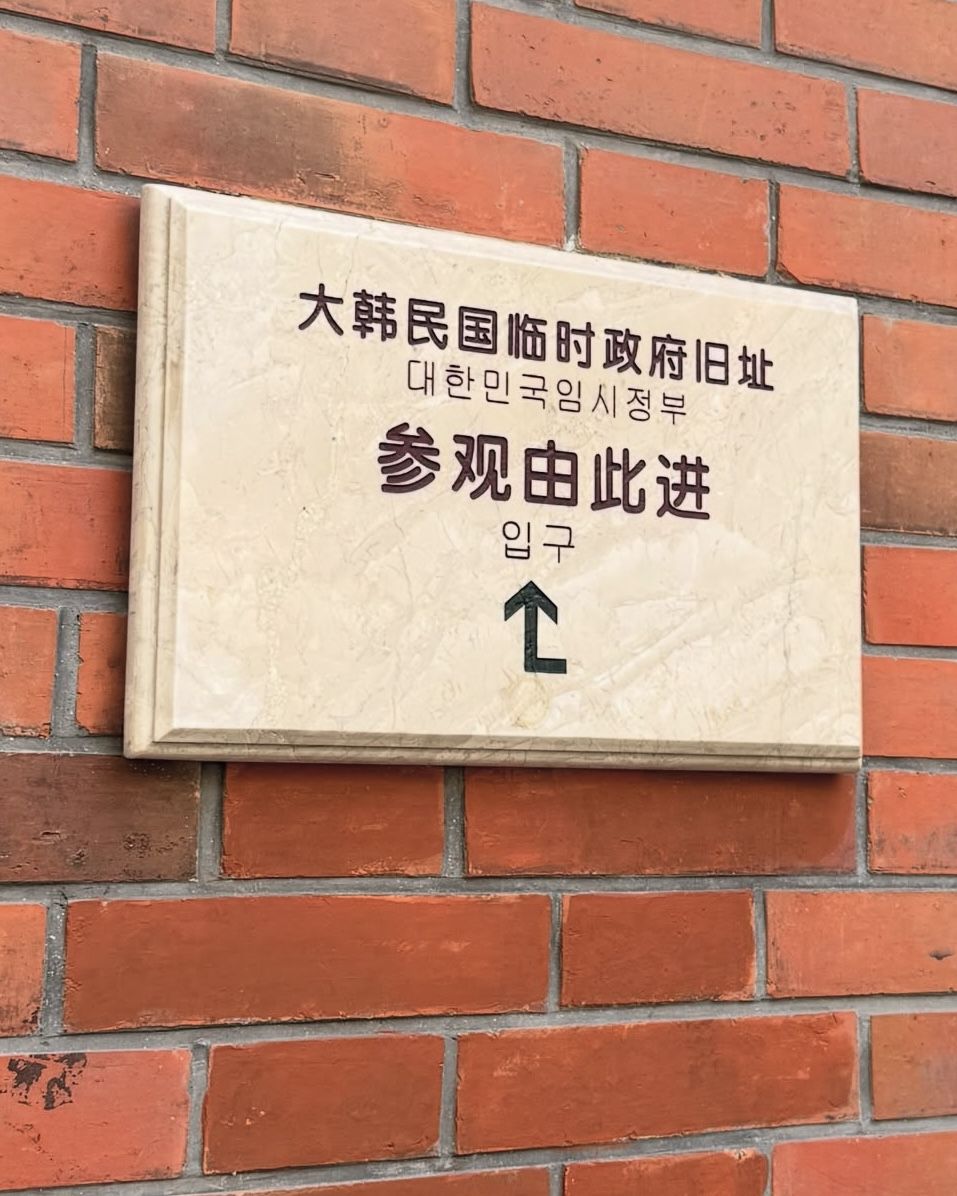 大韩民国临时政府旧址
대한민국임시정부
参观由此进
입구